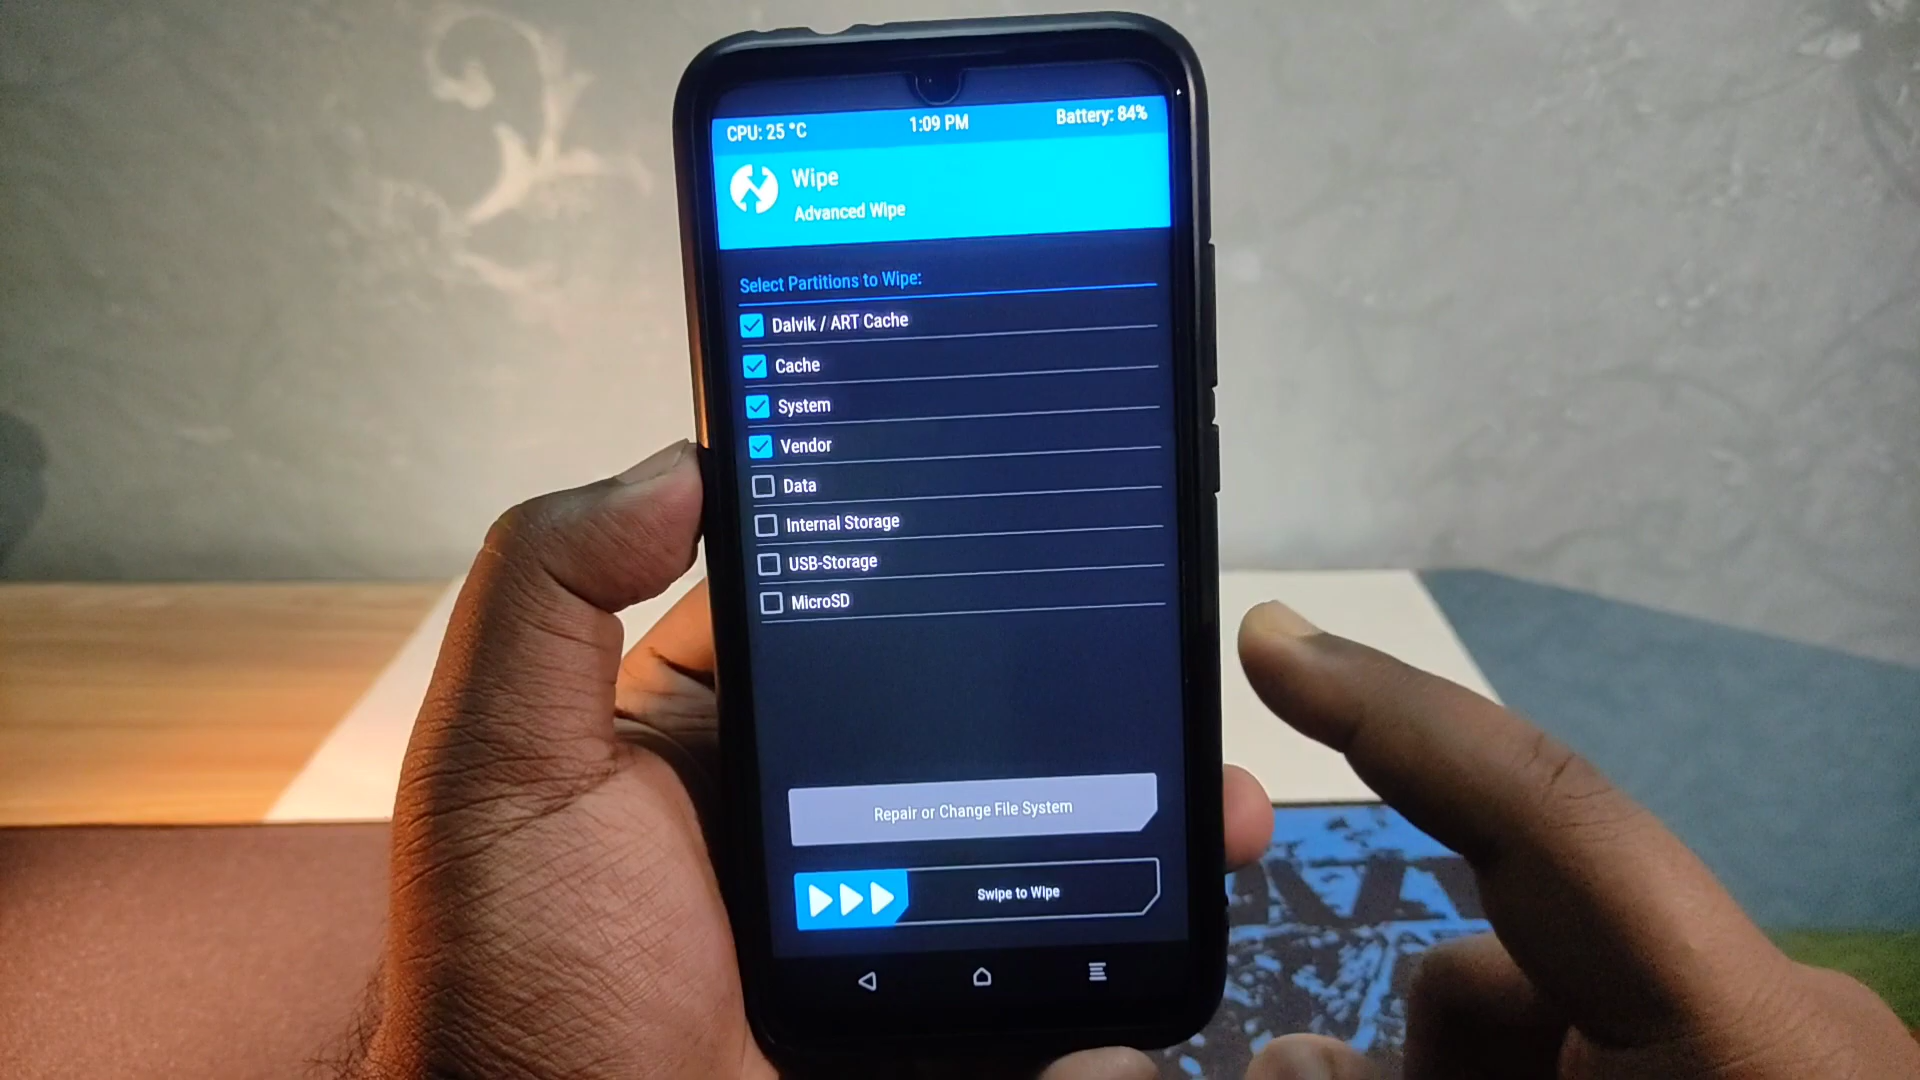 CPU: 25 °C 1:09 PM Battery: 84%
Wipe
Advanced Wipe
Select Partitions to Wipe:
Dalvik / ART Cache
Cache
System
Vendor
Data
Internal Storage
USB-Storage
MicroSD
Repair or Change File System
Swipe to Wipe